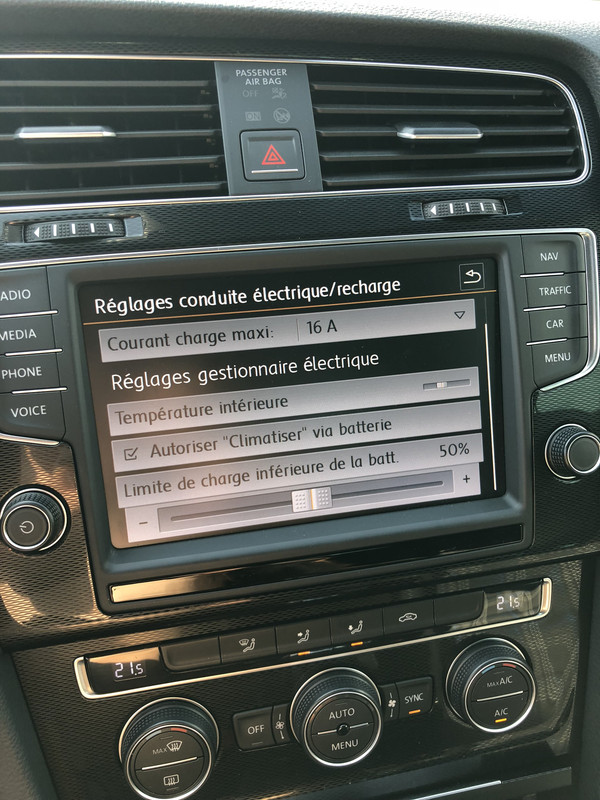 PASSENGER
AIR BAG
OFF
ON
RADIO
MEDIA
PHONE
VOICE
NAV
TRAFFIC
CAR
MENU
Réglages conduite électrique/recharge
Courant charge maxi: 16 A
Réglages gestionnaire électrique
Température intérieure
Autoriser "Climatiser" via batterie
Limite de charge inférieure de la batt. 50%
- +
21.5
21.5
MAX
OFF
AUTO
MENU
SYNC
MAX A/C
A/C